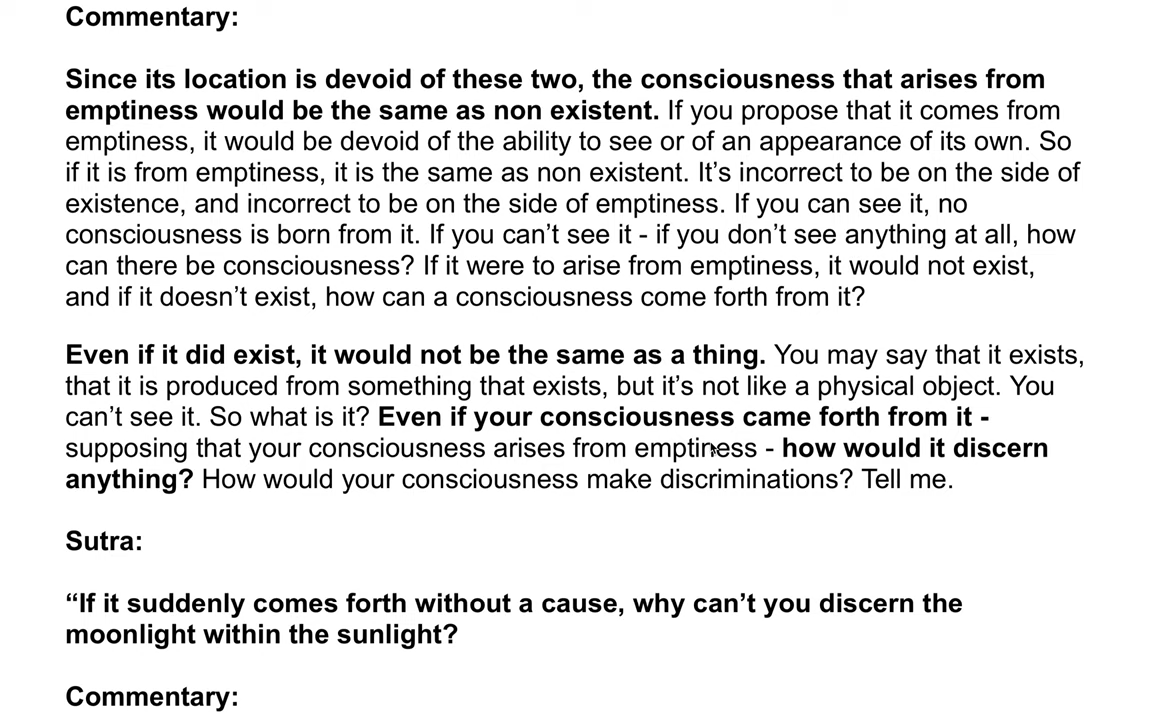 Commentary:
Since its location is devoid of these two, the consciousness that arises from
emptiness would be the same as non existent. If you propose that it comes from
emptiness, it would be devoid of the ability to see or of an appearance of its own. So
if it is from emptiness, it is the same as non existent. It’s incorrect to be on the side of
existence, and incorrect to be on the side of emptiness. If you can see it, no
consciousness is born from it. If you can’t see it - if you don’t see anything at all, how
can there be consciousness? If it were to arise from emptiness, it would not exist,
and if it doesn’t exist, how can a consciousness come forth from it?
Even if it did exist, it would not be the same as a thing. You may say that it exists,
that it is produced from something that exists, but it’s not like a physical object. You
can’t see it. So what is it? Even if your consciousness came forth from it -
supposing that your consciousness arises from emptiness - how would it discern
anything? How would your consciousness make discriminations? Tell me.
Sutra:
“If it suddenly comes forth without a cause, why can’t you discern the
moonlight within the sunlight?
Commentary: